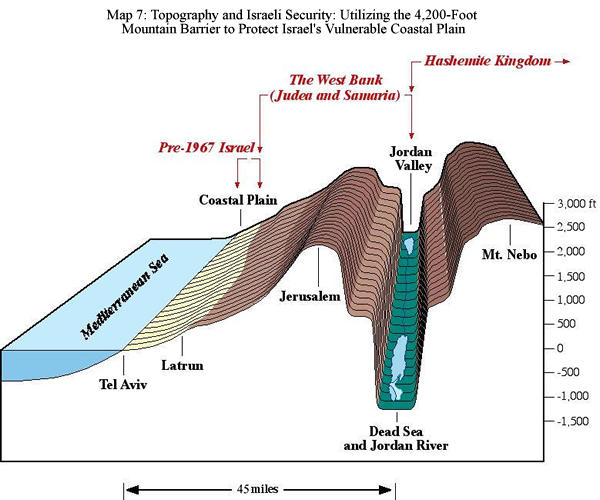 Map 7: Topography and Israeli Security: Utilizing the 4,200-Foot
Mountain Barrier to Protect Israel's Vulnerable Coastal Plain
Hashemite Kingdom
The West Bank
(Judea and Samaria)
Pre-1967 Israel
Jordan
Valley
Coastal Plain
3,000 ft
2,500
2,000
1,500
1,000
500
0
-500
-1,000
-1,500
Mt. Nebo
Mediterranean Sea
Jerusalem
Latrun
Tel Aviv
Dead Sea
and Jordan River
45 miles